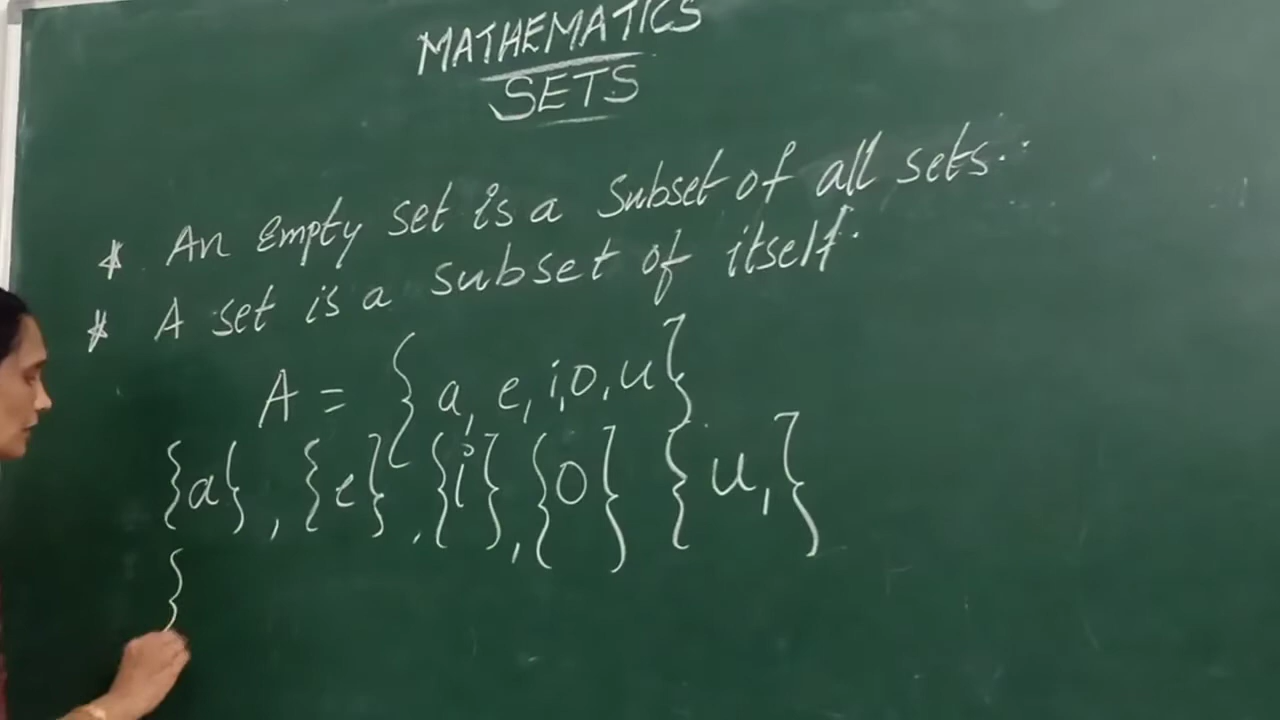 MATHEMATICS
SETS
* An Empty set is a Subset of all sets.
* A set is a subset of itself.
A = { a, e, i, o, u }
{a}, {e}, {i}, {o} {u,}
{